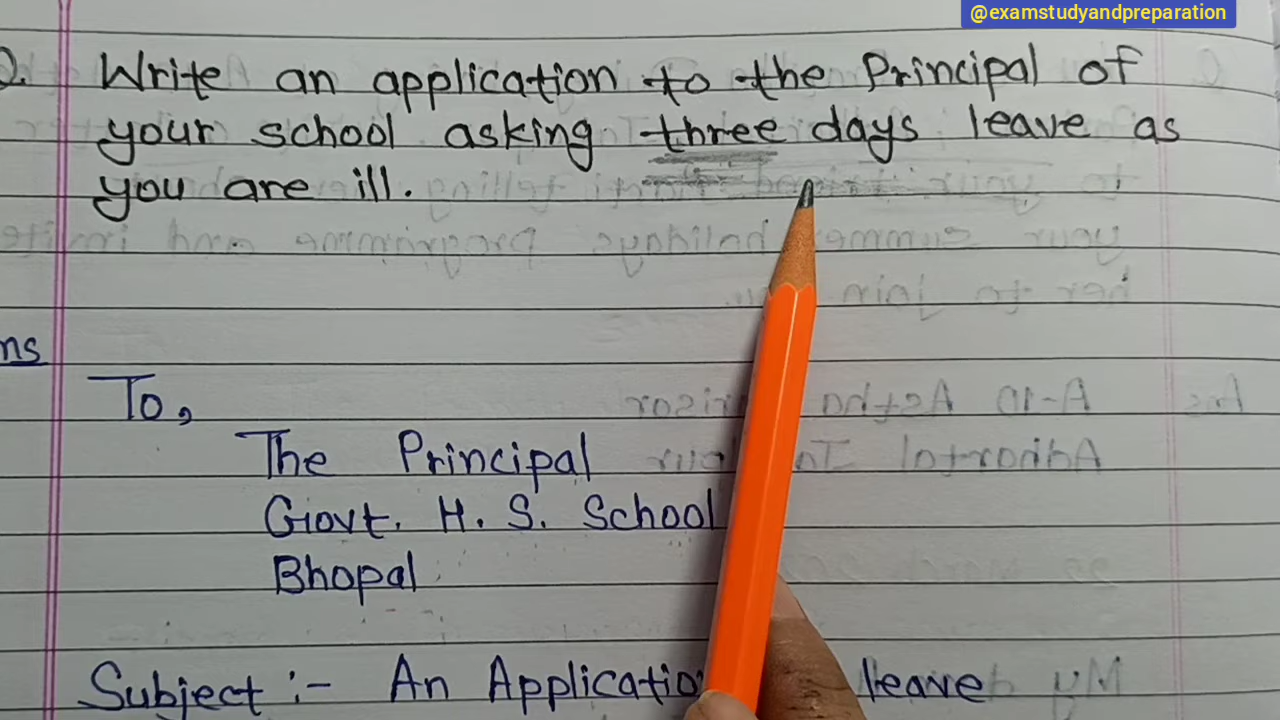 @examstudyandpreparation
Q. Write an application to the Principal of
your school asking three days leave as
you are ill.
ns
To,
The Principal
Govt. H. S. School
Bhopal
Subject :- An Applicatio leave